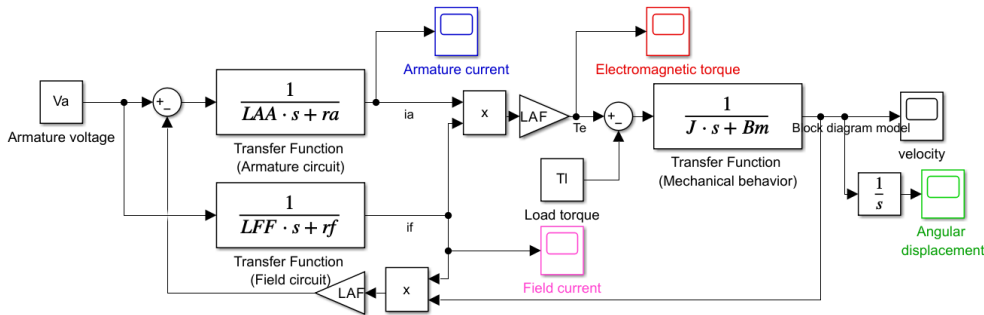 Va
Armature voltage
+
−
1
LAA · s + ra
Transfer Function
(Armature circuit)
Armature current
ia
x
LAF
Te
Electromagnetic torque
+
−
1
J · s + Bm
Transfer Function
(Mechanical behavior)
Block diagram model
velocity
Tl
Load torque
1
s
Angular
displacement
1
LFF · s + rf
Transfer Function
(Field circuit)
if
Field current
x
LAF